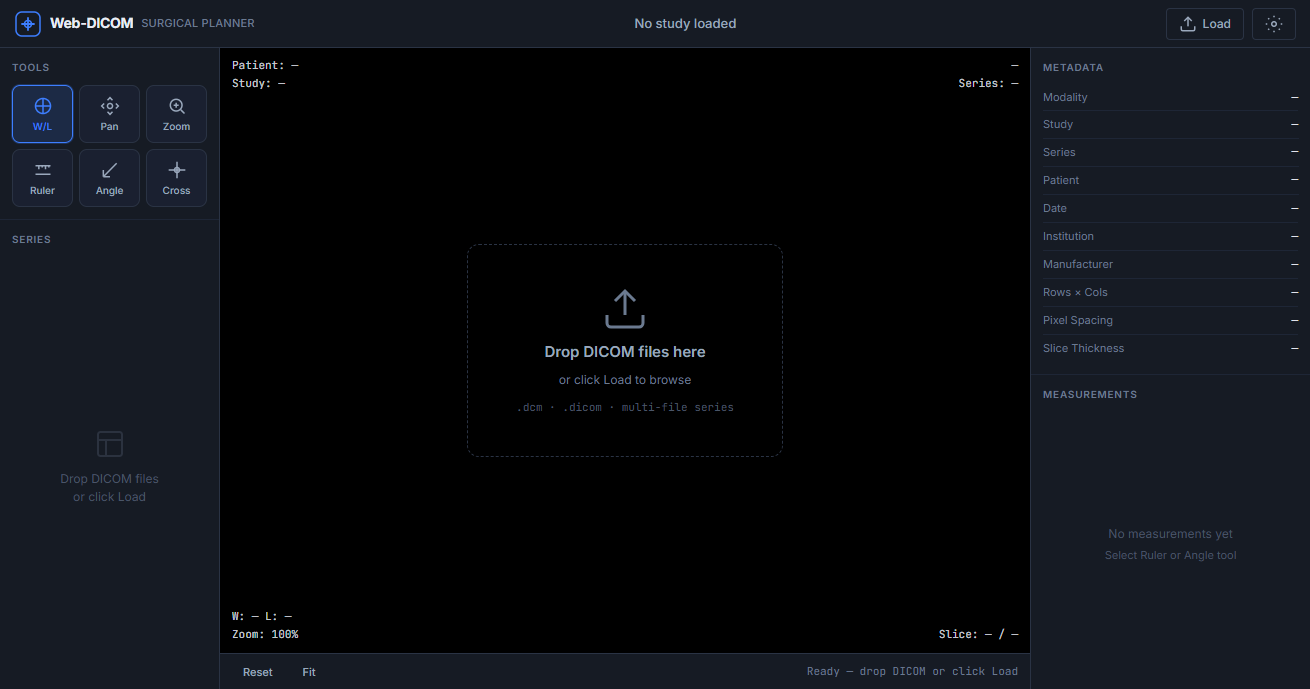 Web-DICOM SURGICAL PLANNER
No study loaded
Load
TOOLS
W/L
Pan
Zoom
Ruler
Angle
Cross
SERIES
Drop DICOM files
or click Load
Patient: —
Study: —
—
Series: —
Drop DICOM files here
or click Load to browse
.dcm · .dicom · multi-file series
W: — L: —
Zoom: 100%
Slice: — / —
Reset
Fit
Ready — drop DICOM or click Load
METADATA
Modality —
Study —
Series —
Patient —
Date —
Institution —
Manufacturer —
Rows × Cols —
Pixel Spacing —
Slice Thickness —
MEASUREMENTS
No measurements yet
Select Ruler or Angle tool